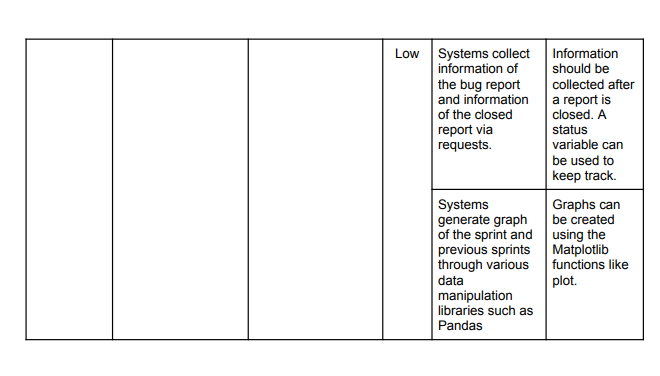 Low
Systems collect
information of
the bug report
and information
of the closed
report via
requests.
Information
should be
collected after
a report is
closed. A
status
variable can
be used to
keep track.
Systems
generate graph
of the sprint and
previous sprints
through various
data
manipulation
libraries such as
Pandas
Graphs can
be created
using the
Matplotlib
functions like
plot.